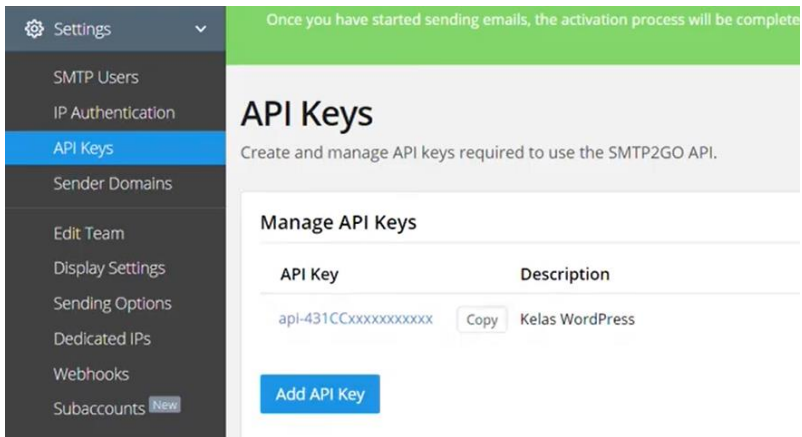 Settings
SMTP Users
IP Authentication
API Keys
Sender Domains
Edit Team
Display Settings
Sending Options
Dedicated IPs
Webhooks
Subaccounts New
Once you have started sending emails, the activation process will be complete
API Keys
Create and manage API keys required to use the SMTP2GO API.
Manage API Keys
API Key Description
api-431CCxxxxxxxxxxx Copy Kelas WordPress
Add API Key